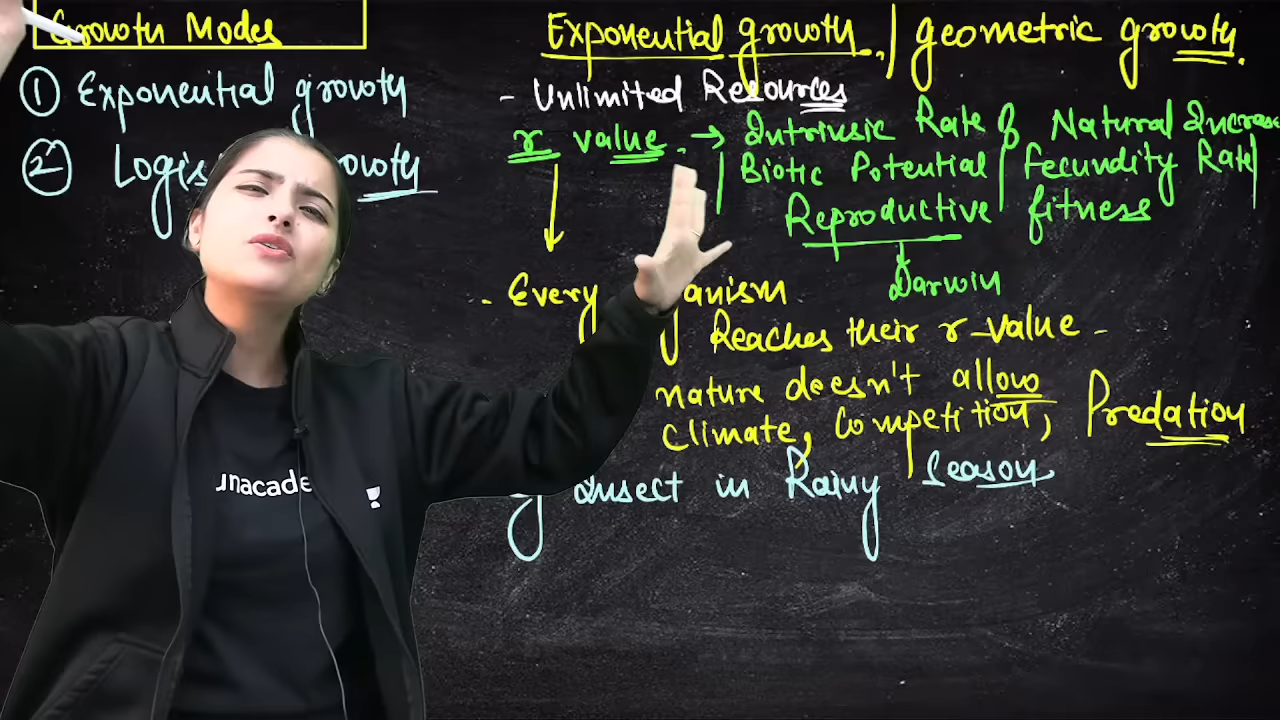 Growth Modes
① Exponential growth
② Logis growth
Exponential growth / geometric growth.
- Unlimited Resources
r value. → Intrinsic Rate of Natural Increase
Biotic Potential / Fecundity Rate
Reproductive fitness
Darwin
- Every
Reaches their r-value -
nature doesn't allow
climate, competition, Predation
Insect in Rainy Season
unacade